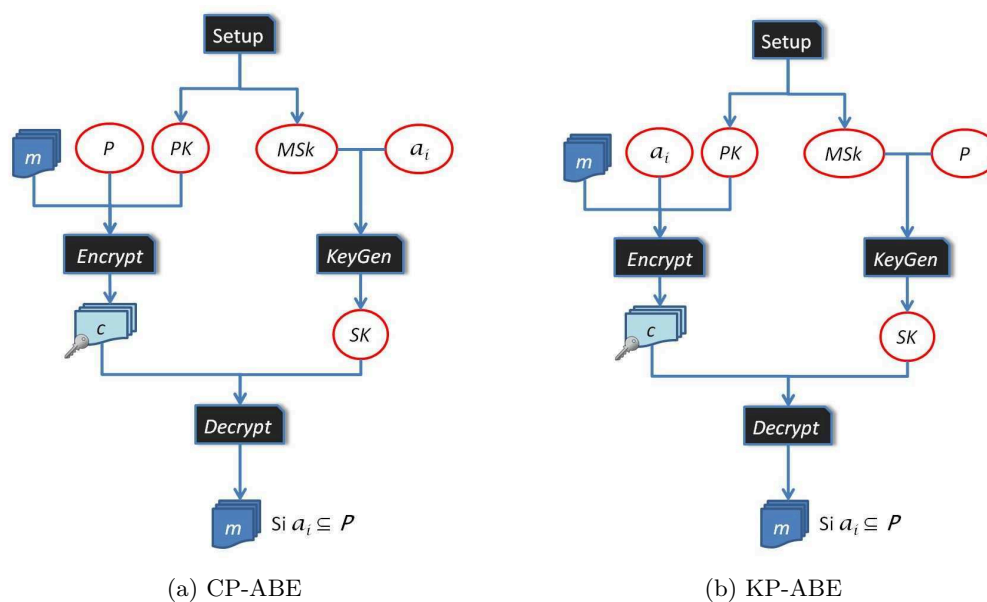 Setup
m
P
PK
MSk
a_i
Encrypt
KeyGen
c
SK
Decrypt
m
Si a_i ⊆ P
(a) CP-ABE
Setup
m
a_i
PK
MSk
P
Encrypt
KeyGen
c
SK
Decrypt
m
Si a_i ⊆ P
(b) KP-ABE